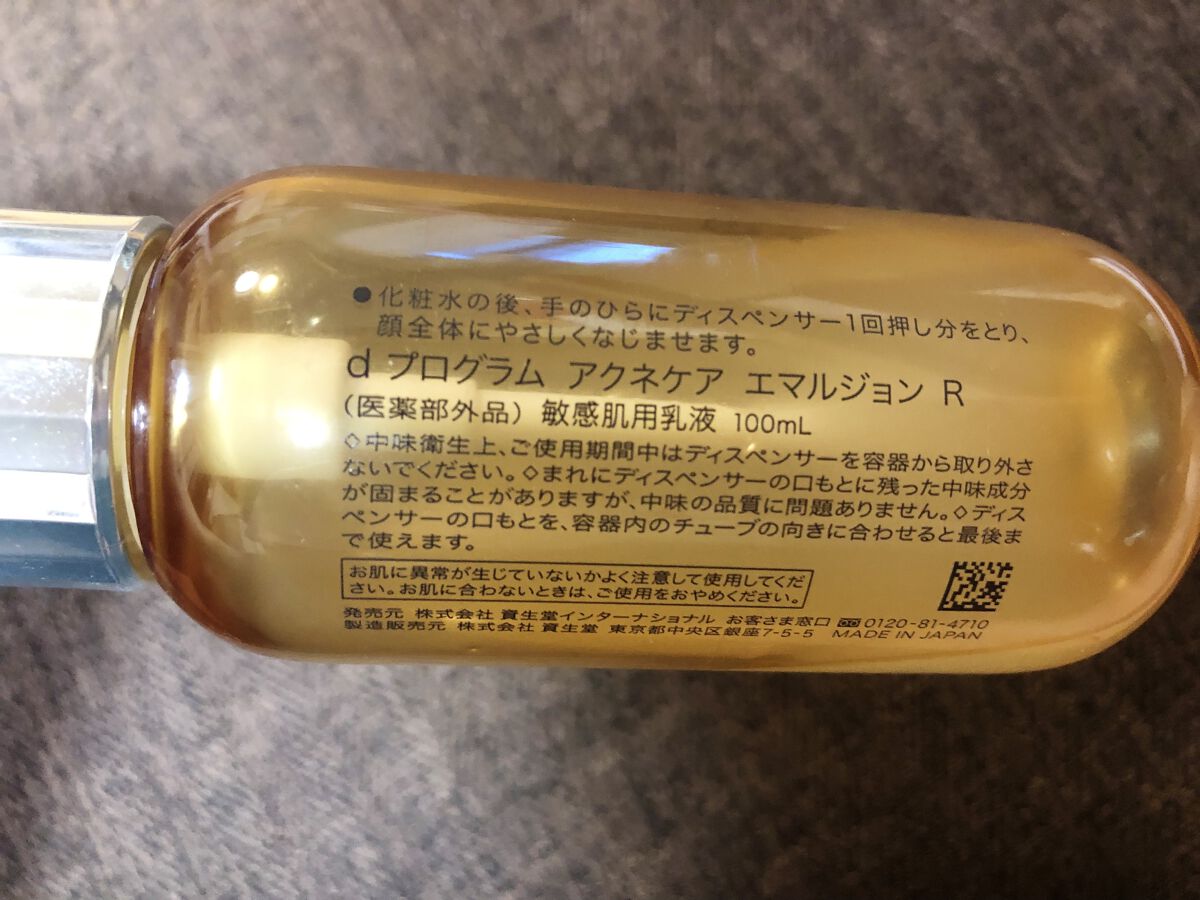 ●化粧水の後、手のひらにディスペンサー1回押し分をとり、
顔全体にやさしくなじませます。
d プログラム アクネケア エマルジョン R
(医薬部外品) 敏感肌用乳液 100mL
◇中味衛生上、ご使用期間中はディスペンサーを容器から取り外さ
ないでください。◇まれにディスペンサーの口もとに残った中味成分
が固まることがありますが、中味の品質に問題ありません。◇ディス
ペンサーの口もとを、容器内のチューブの向きに合わせると最後ま
で使えます。
お肌に異常が生じていないかよく注意して使用してくだ
さい。お肌に合わないときは、ご使用をおやめください。
発売元 株式会社 資生堂インターナショナル お客さま窓口 0120-81-4710
製造販売元 株式会社 資生堂 東京都中央区銀座7-5-5 MADE IN JAPAN